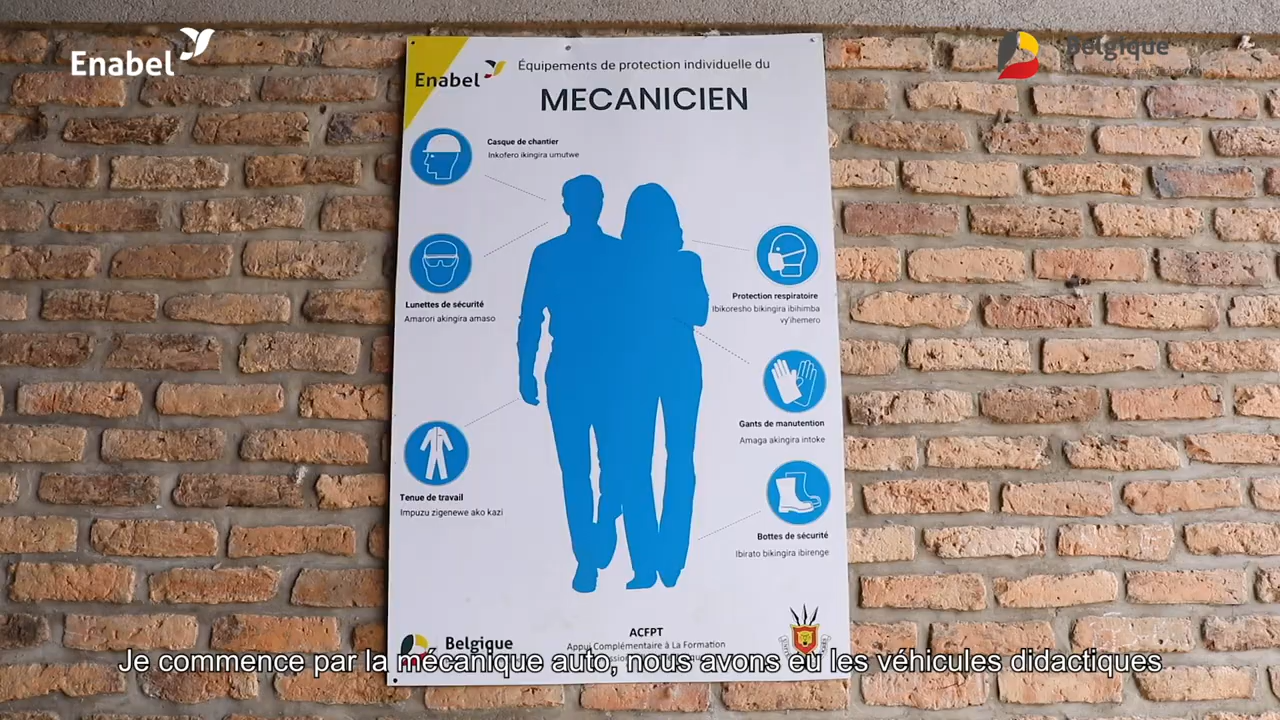 Enabel
Belgique
Enabel
Équipements de protection individuelle du
MECANICIEN
Casque de chantier
Inkofero ikingira umutwe
Lunettes de sécurité
Amarori akingira amaso
Protection respiratoire
Ibikoresho bikingira ibihimba
vy'ihemero
Gants de manutention
Amaga akingira intoke
Tenue de travail
Impuzu zigenewe ako kazi
Bottes de sécurité
Ibirato bikingira ibirenge
Belgique
ACFPT
Appui Complémentaire à La Formation
Je commence par la mécanique auto, nous avons eu les véhicules didactiques